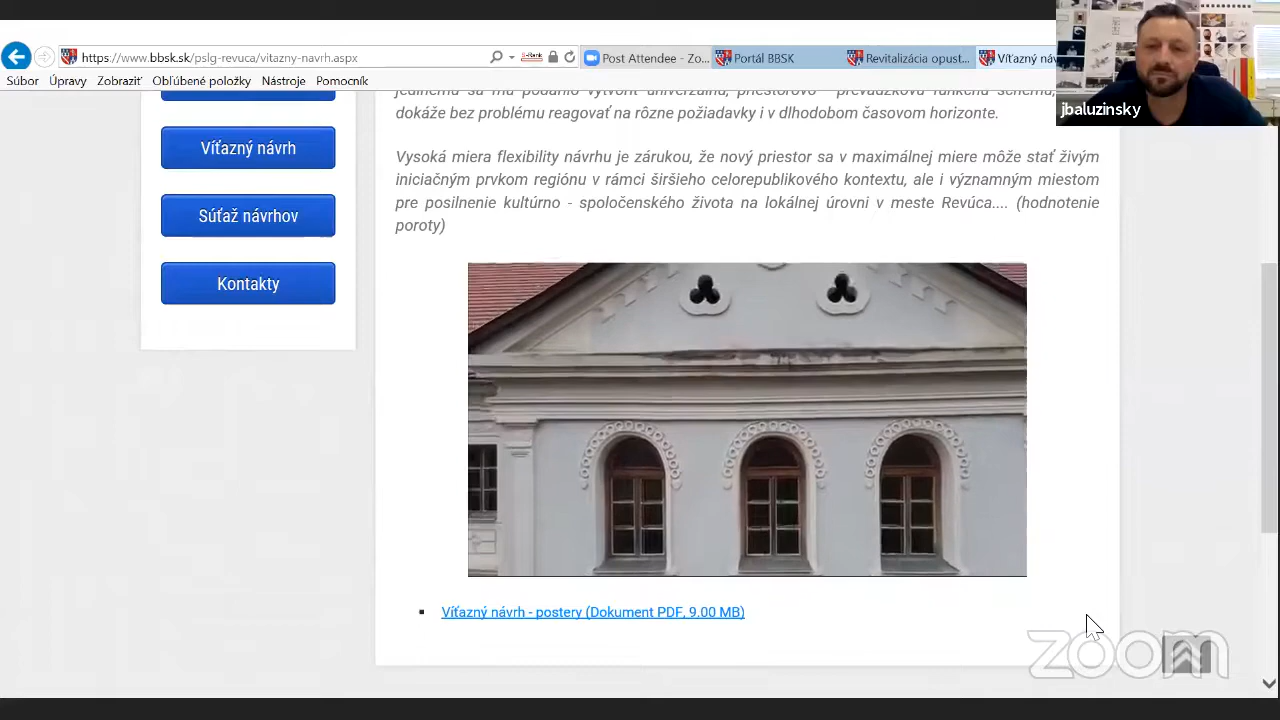 https://www.bbsk.sk/pslg-revuca/vitazny-navrh.aspx
S-Rank
Post Attendee - Zo...
Portál BBSK
Revitalizácia opust...
Víťazný náv
Súbor Úpravy Zobraziť Obľúbené položky Nástroje Pomocník
jbaluzinsky
dokáže bez problému reagovať na rôzne požiadavky i v dlhodobom časovom horizonte.
Víťazný návrh
Súťaž návrhov
Kontakty
Vysoká miera flexibility návrhu je zárukou, že nový priestor sa v maximálnej miere môže stať živým
iniciačným prvkom regiónu v rámci širšieho celorepublikového kontextu, ale i významným miestom
pre posilnenie kultúrno - spoločenského života na lokálnej úrovni v meste Revúca.... (hodnotenie
poroty)
Víťazný návrh - postery (Dokument PDF, 9.00 MB)
zoom